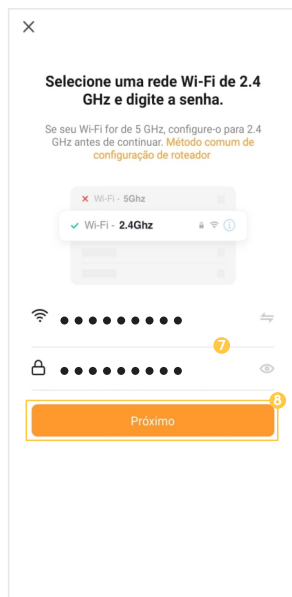 Selecione uma rede Wi-Fi de 2.4
GHz e digite a senha.
Se seu Wi-Fi for de 5 GHz, configure-o para 2.4
GHz antes de continuar. Método comum de
configuração de roteador
Wi-Fi - 5Ghz
Wi-Fi - 2.4Ghz
7
8
Próximo